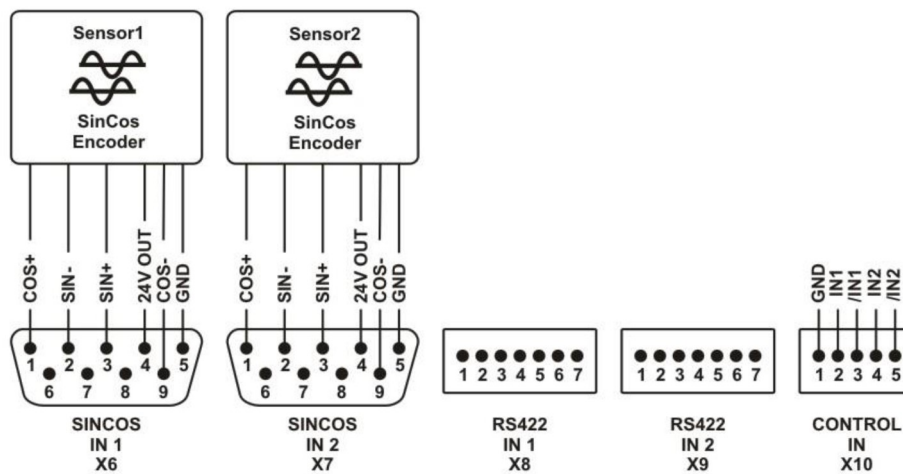 Sensor1
SinCos
Encoder
Sensor2
SinCos
Encoder
COS+
SIN-
SIN+
24V OUT
COS-
GND
COS+
SIN-
SIN+
24V OUT
COS-
GND
GND
IN1
/IN1
IN2
/IN2
1 2 3 4 5
6 7 8 9
1 2 3 4 5
6 7 8 9
1 2 3 4 5 6 7
1 2 3 4 5 6 7
1 2 3 4 5
SINCOS
IN 1
X6
SINCOS
IN 2
X7
RS422
IN 1
X8
RS422
IN 2
X9
CONTROL
IN
X10